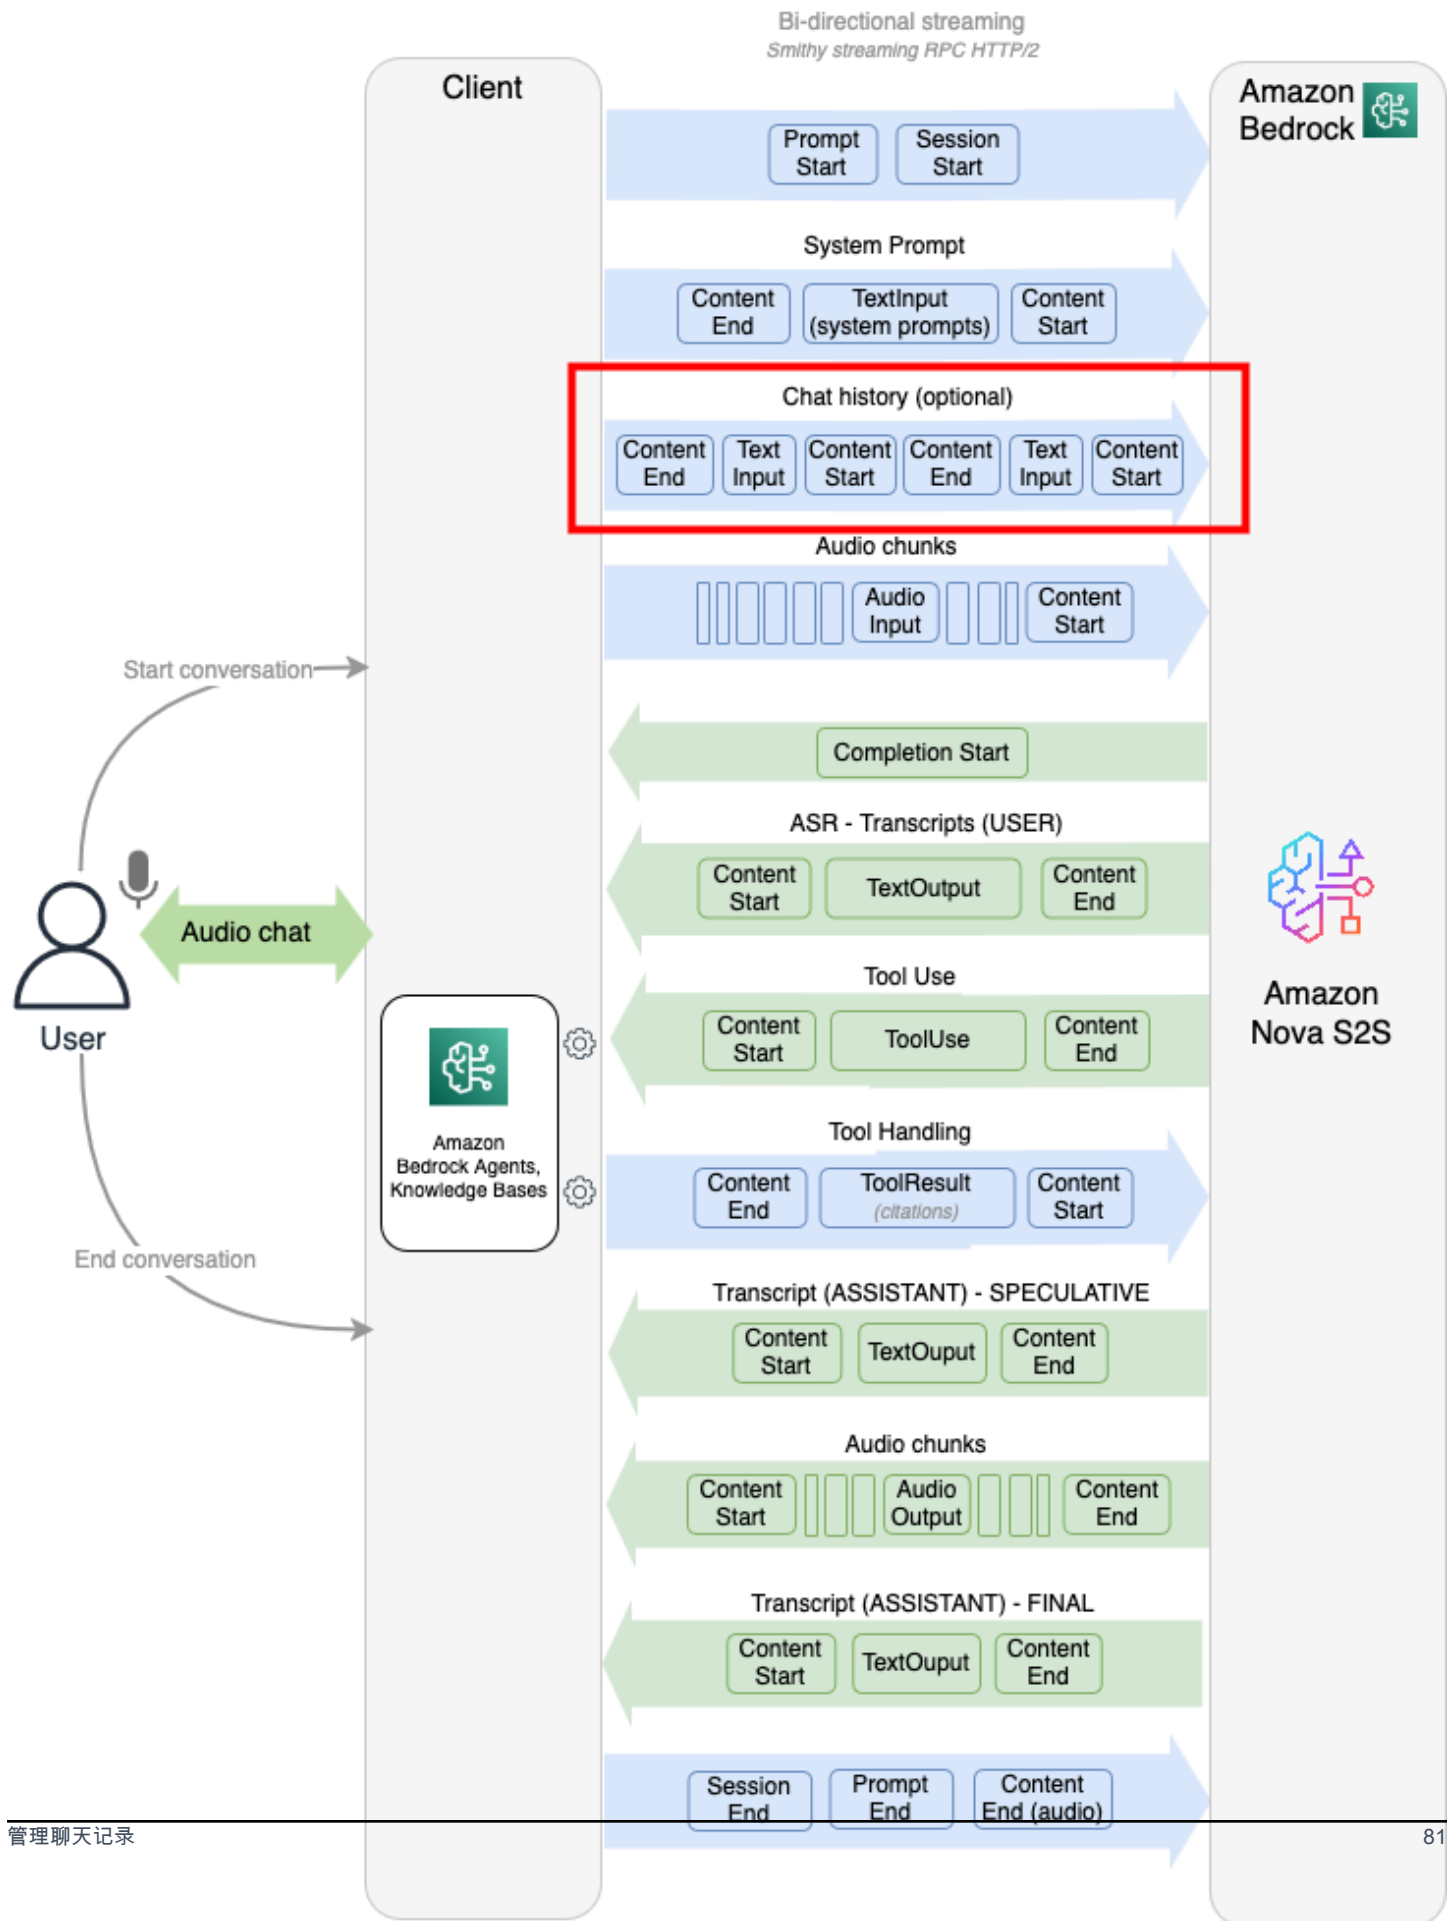 Bi-directional streaming
Smithy streaming RPC HTTP/2
Client
Amazon
Bedrock
Prompt
Start
Session
Start
System Prompt
Content
End
TextInput
(system prompts)
Content
Start
Chat history (optional)
Content
End
Text
Input
Content
Start
Content
End
Text
Input
Content
Start
Audio chunks
Audio
Input
Content
Start
Start conversation
Completion Start
ASR - Transcripts (USER)
Content
Start
TextOutput
Content
End
Audio chat
User
Tool Use
Content
Start
ToolUse
Content
End
Amazon
Nova S2S
Amazon
Bedrock Agents,
Knowledge Bases
Tool Handling
Content
End
ToolResult
(citations)
Content
Start
End conversation
Transcript (ASSISTANT) - SPECULATIVE
Content
Start
TextOuput
Content
End
Audio chunks
Content
Start
Audio
Output
Content
End
Transcript (ASSISTANT) - FINAL
Content
Start
TextOuput
Content
End
Session
End
Prompt
End
Content
End (audio)
管理聊天记录
81